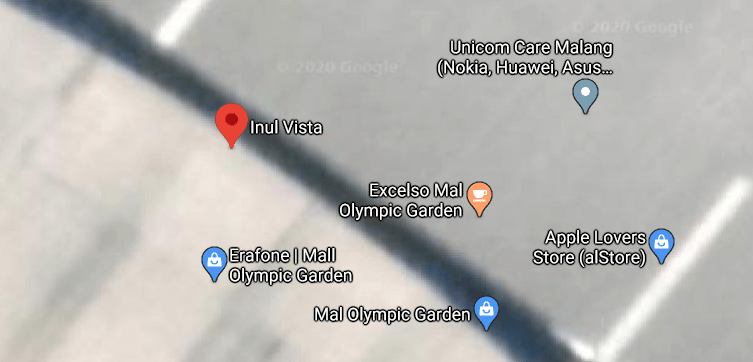 © 2020 Google
Unicom Care Malang
(Nokia, Huawei, Asus...
© 2020 Google
Inul Vista
Excelso Mal
Olympic Garden
Apple Lovers
Store (alStore)
Erafone | Mall
Olympic Garden
Mal Olympic Garden